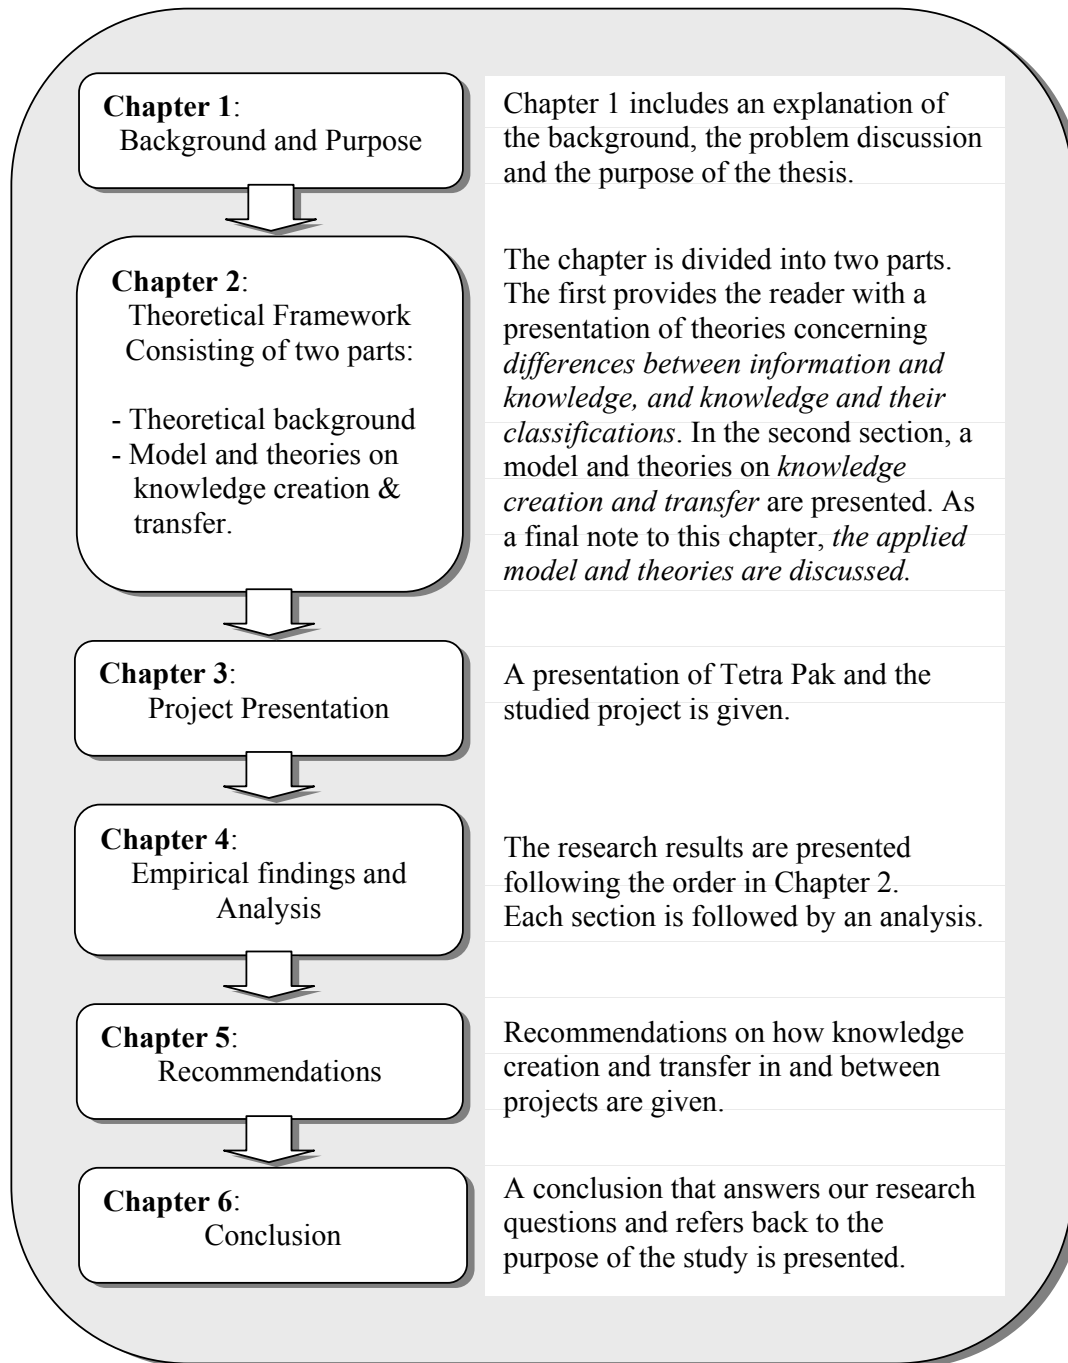 Chapter 1:
Background and Purpose
Chapter 1 includes an explanation of
the background, the problem discussion
and the purpose of the thesis.
Chapter 2:
Theoretical Framework
Consisting of two parts:
- Theoretical background
- Model and theories on
knowledge creation &
transfer.
The chapter is divided into two parts.
The first provides the reader with a
presentation of theories concerning
differences between information and
knowledge, and knowledge and their
classifications. In the second section, a
model and theories on knowledge
creation and transfer are presented. As
a final note to this chapter, the applied
model and theories are discussed.
Chapter 3:
Project Presentation
A presentation of Tetra Pak and the
studied project is given.
Chapter 4:
Empirical findings and
Analysis
The research results are presented
following the order in Chapter 2.
Each section is followed by an analysis.
Chapter 5:
Recommendations
Recommendations on how knowledge
creation and transfer in and between
projects are given.
Chapter 6:
Conclusion
A conclusion that answers our research
questions and refers back to the
purpose of the study is presented.